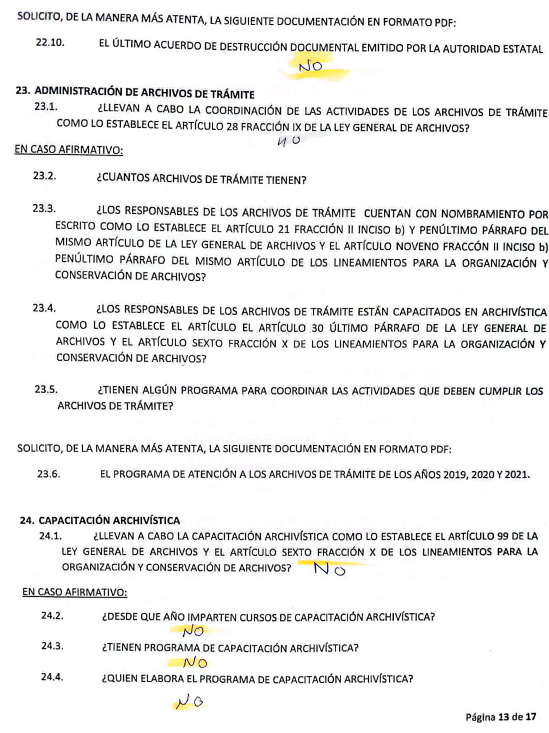 SOLICITO, DE LA MANERA MÁS ATENTA, LA SIGUIENTE DOCUMENTACIÓN EN FORMATO PDF:
22.10. EL ÚLTIMO ACUERDO DE DESTRUCCIÓN DOCUMENTAL EMITIDO POR LA AUTORIDAD ESTATAL
NO
23. ADMINISTRACIÓN DE ARCHIVOS DE TRÁMITE
23.1. ¿LLEVAN A CABO LA COORDINACIÓN DE LAS ACTIVIDADES DE LOS ARCHIVOS DE TRÁMITE
COMO LO ESTABLECE EL ARTÍCULO 28 FRACCIÓN IX DE LA LEY GENERAL DE ARCHIVOS?
NO
EN CASO AFIRMATIVO:
23.2. ¿CUANTOS ARCHIVOS DE TRÁMITE TIENEN?
23.3. ¿LOS RESPONSABLES DE LOS ARCHIVOS DE TRÁMITE CUENTAN CON NOMBRAMIENTO POR
ESCRITO COMO LO ESTABLECE EL ARTÍCULO 21 FRACCIÓN II INCISO b) Y PENÚLTIMO PÁRRAFO DEL
MISMO ARTÍCULO DE LA LEY GENERAL DE ARCHIVOS Y EL ARTÍCULO NOVENO FRACCÓN II INCISO b)
PENÚLTIMO PÁRRAFO DEL MISMO ARTÍCULO DE LOS LINEAMIENTOS PARA LA ORGANIZACIÓN Y
CONSERVACIÓN DE ARCHIVOS?
23.4. ¿LOS RESPONSABLES DE LOS ARCHIVOS DE TRÁMITE ESTÁN CAPACITADOS EN ARCHIVÍSTICA
COMO LO ESTABLECE EL ARTÍCULO EL ARTÍCULO 30 ÚLTIMO PÁRRAFO DE LA LEY GENERAL DE
ARCHIVOS Y EL ARTÍCULO SEXTO FRACCIÓN X DE LOS LINEAMIENTOS PARA LA ORGANIZACIÓN Y
CONSERVACIÓN DE ARCHIVOS?
23.5. ¿TIENEN ALGÚN PROGRAMA PARA COORDINAR LAS ACTIVIDADES QUE DEBEN CUMPLIR LOS
ARCHIVOS DE TRÁMITE?
SOLICITO, DE LA MANERA MÁS ATENTA, LA SIGUIENTE DOCUMENTACIÓN EN FORMATO PDF:
23.6. EL PROGRAMA DE ATENCIÓN A LOS ARCHIVOS DE TRÁMITE DE LOS AÑOS 2019, 2020 Y 2021.
24. CAPACITACIÓN ARCHIVÍSTICA
24.1. ¿LLEVAN A CABO LA CAPACITACIÓN ARCHIVÍSTICA COMO LO ESTABLECE EL ARTÍCULO 99 DE LA
LEY GENERAL DE ARCHIVOS Y EL ARTÍCULO SEXTO FRACCIÓN X DE LOS LINEAMIENTOS PARA LA
ORGANIZACIÓN Y CONSERVACIÓN DE ARCHIVOS? NO
EN CASO AFIRMATIVO:
24.2. ¿DESDE QUE AÑO IMPARTEN CURSOS DE CAPACITACIÓN ARCHIVÍSTICA?
NO
24.3. ¿TIENEN PROGRAMA DE CAPACITACIÓN ARCHIVÍSTICA?
NO
24.4. ¿QUIEN ELABORA EL PROGRAMA DE CAPACITACIÓN ARCHIVÍSTICA?
NO
Página 13 de 17